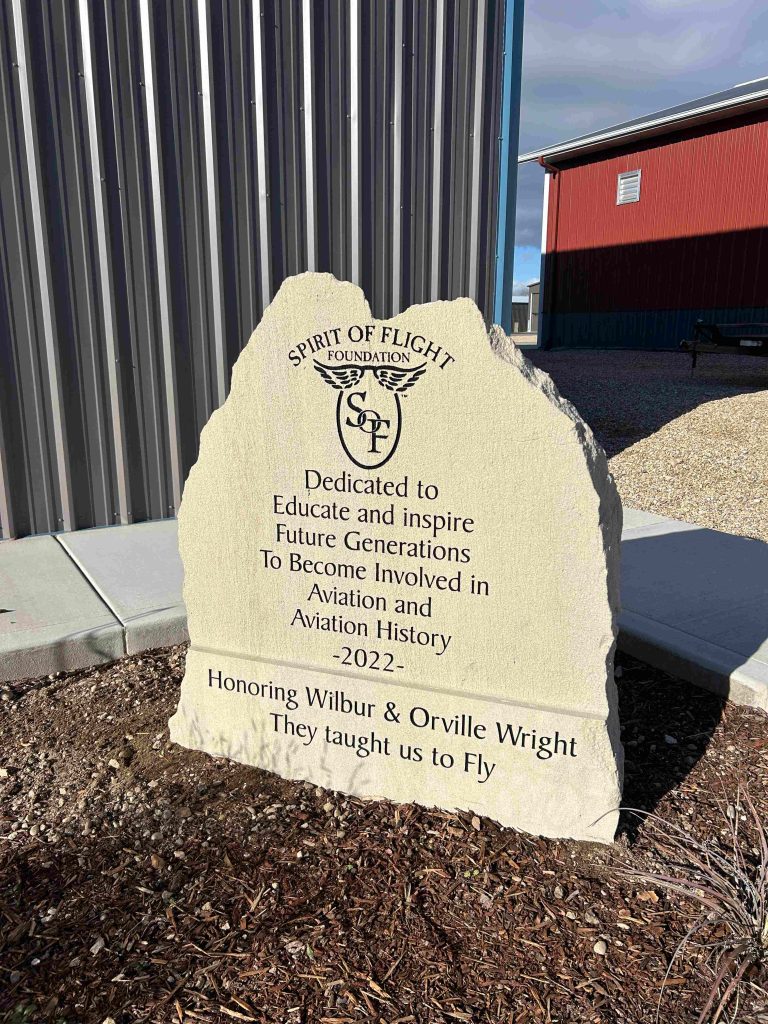 SPIRIT OF FLIGHT
FOUNDATION
SOF
™
Dedicated to
Educate and inspire
Future Generations
To Become Involved in
Aviation and
Aviation History
-2022-
Honoring Wilbur & Orville Wright
They taught us to Fly